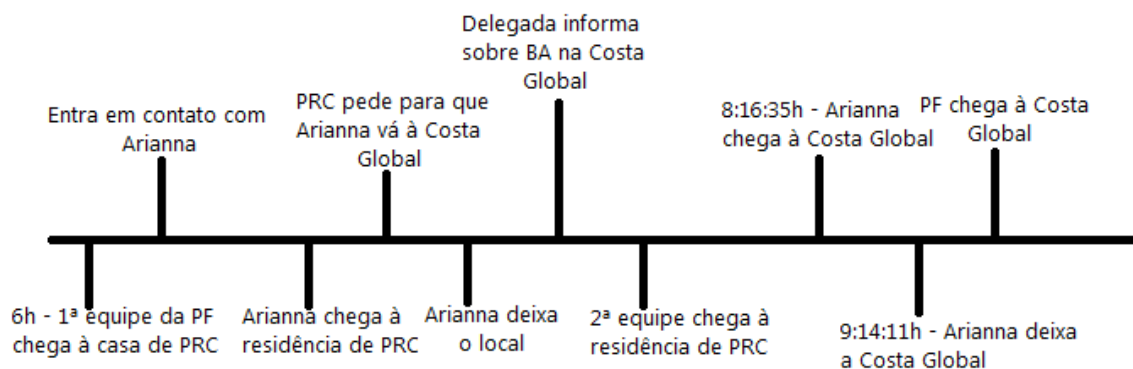 Delegada informa
sobre BA na Costa
Global
Entra em contato com
Arianna
PRC pede para que
Arianna vá à Costa
Global
8:16:35h - Arianna
chega à Costa Global
PF chega à Costa
Global
6h - 1ª equipe da PF
chega à casa de PRC
Arianna chega à
residência de PRC
Arianna deixa
o local
2ª equipe chega à
residência de PRC
9:14:11h - Arianna deixa
a Costa Global